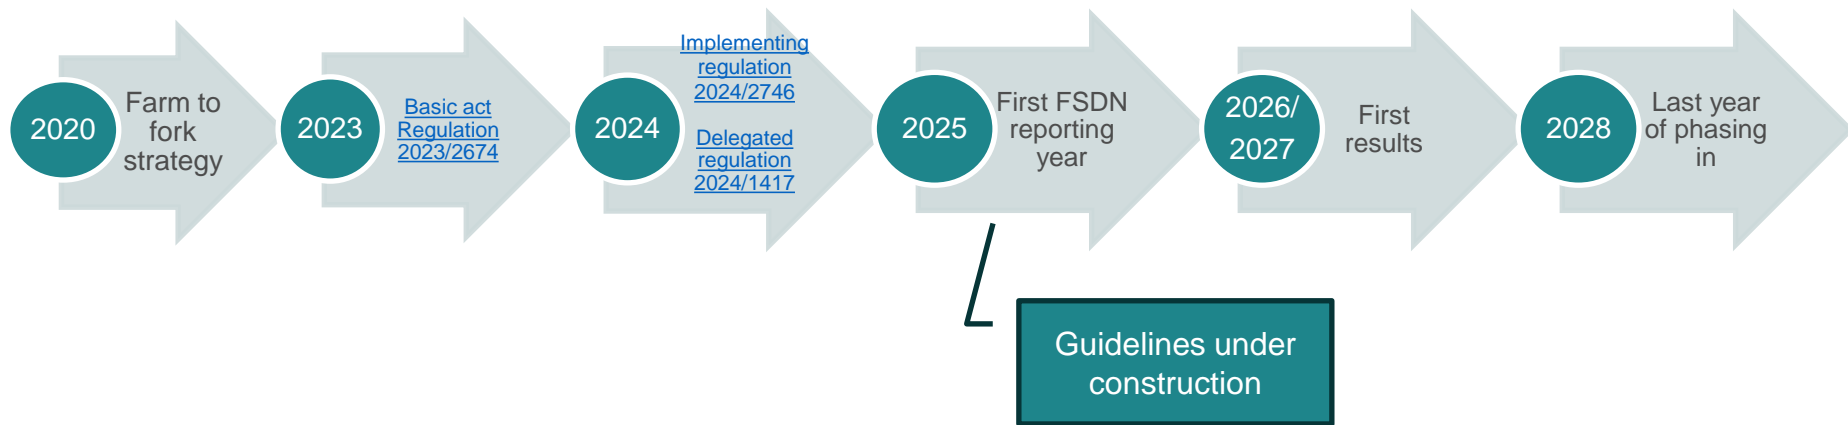 2020
Farm to
fork
strategy
2023
Basic act
Regulation
2023/2674
2024
Implementing
regulation
2024/2746
Delegated
regulation
2024/1417
2025
First FSDN
reporting
year
2026/
2027
First
results
2028
Last year
of phasing
in
Guidelines under
construction